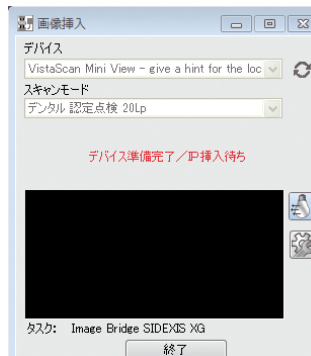 画像挿入
デバイス
VistaScan Mini View - give a hint for the loc
スキャンモード
デンタル 認定点検 20Lp
デバイス準備完了／IP挿入待ち
タスク: Image Bridge SIDEXIS XG
終了